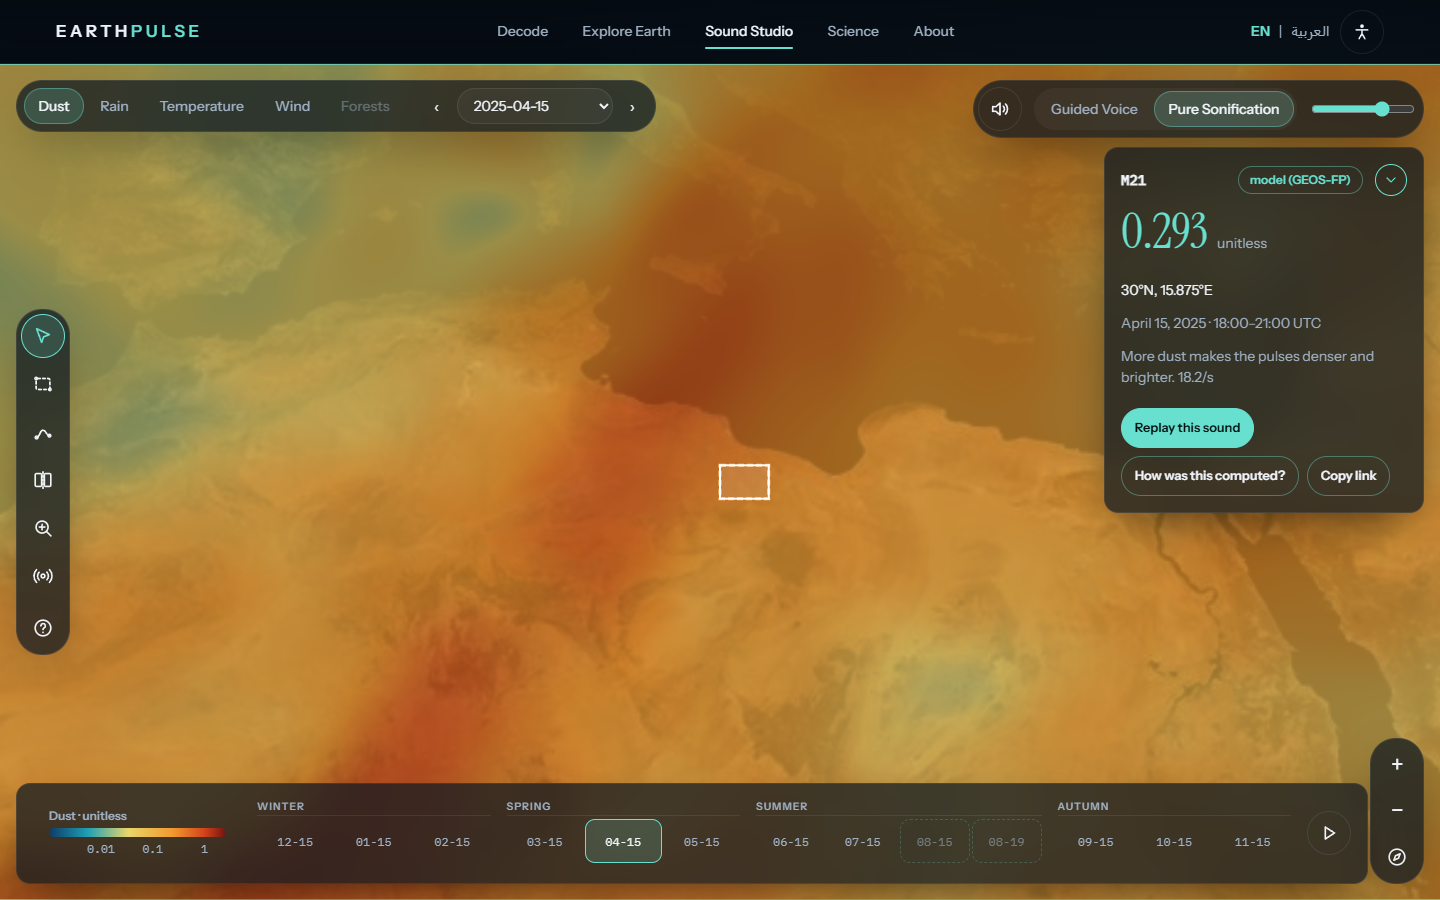 EARTHPULSE
Decode
Explore Earth
Sound Studio
Science
About
EN | العربية
Dust
Rain
Temperature
Wind
Forests
‹
2025-04-15
›
Guided Voice
Pure Sonification
M21
model (GEOS-FP)
0.293 unitless
30°N, 15.875°E
April 15, 2025 · 18:00–21:00 UTC
More dust makes the pulses denser and
brighter. 18.2/s
Replay this sound
How was this computed?
Copy link
Dust · unitless
0.01 0.1 1
WINTER
12-15 01-15 02-15
SPRING
03-15 04-15 05-15
SUMMER
06-15 07-15 08-15 08-19
AUTUMN
09-15 10-15 11-15
+
−